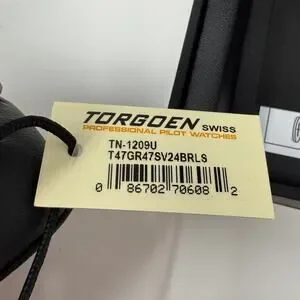 TORGOEN SWISS
PROFESSIONAL PILOT WATCHES
TN-1209U
T47GR47SV24BRLS
0 86702 70608 2